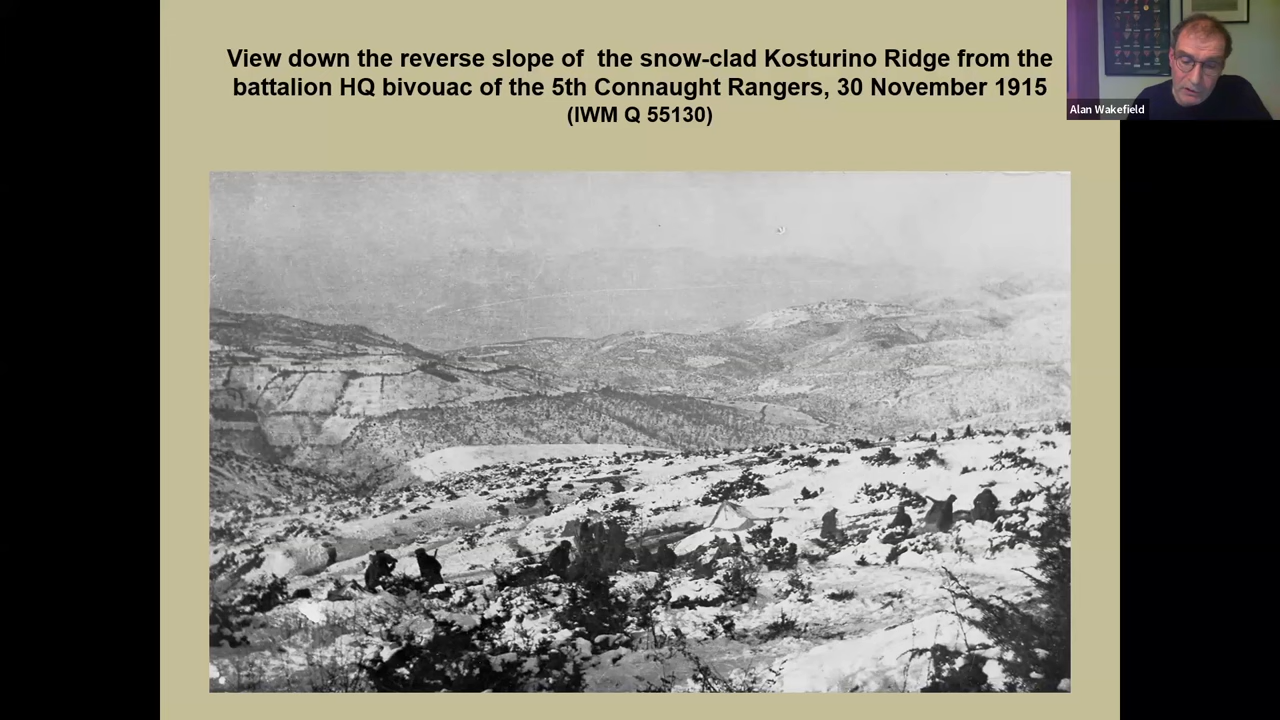 View down the reverse slope of  the snow-clad Kosturino Ridge from the
battalion HQ bivouac of the 5th Connaught Rangers, 30 November 1915
(IWM Q 55130)
Alan Wakefield